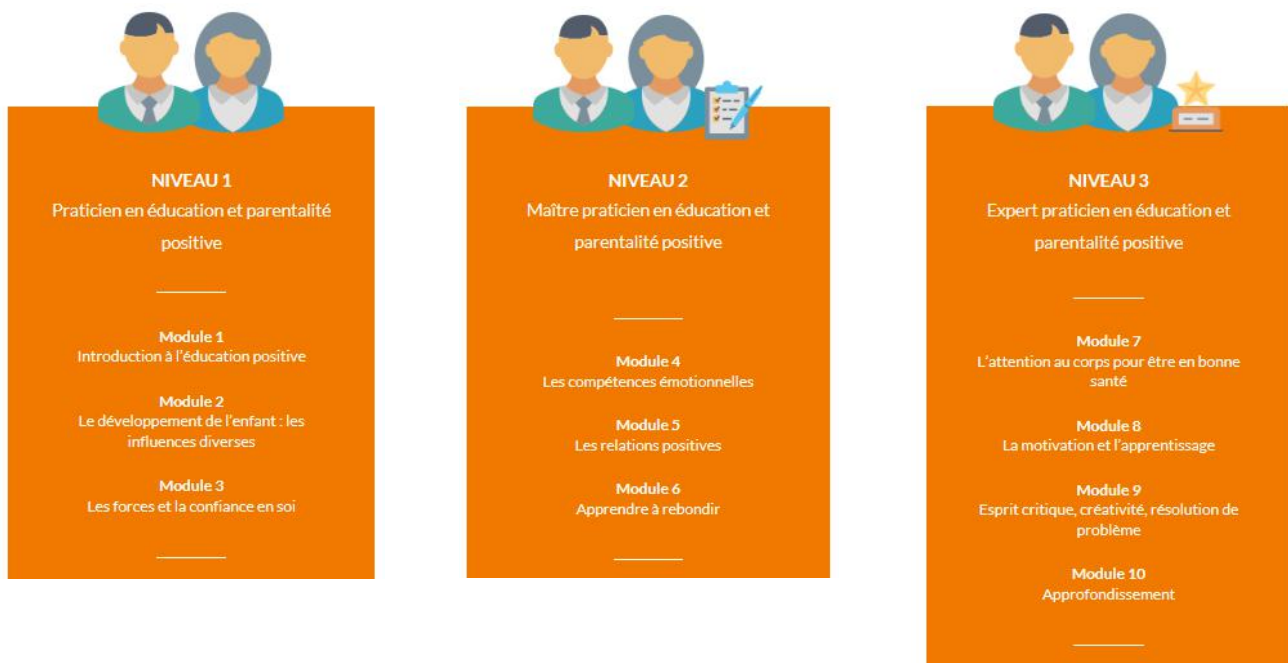 NIVEAU 1
Praticien en éducation et parentalité
positive
Module 1
Introduction à l'éducation positive
Module 2
Le développement de l'enfant : les
influences diverses
Module 3
Les forces et la confiance en soi
NIVEAU 2
Maître praticien en éducation et
parentalité positive
Module 4
Les compétences émotionnelles
Module 5
Les relations positives
Module 6
Apprendre à rebondir
NIVEAU 3
Expert praticien en éducation et
parentalité positive
Module 7
L'attention au corps pour être en bonne
santé
Module 8
La motivation et l'apprentissage
Module 9
Esprit critique, créativité, résolution de
problème
Module 10
Approfondissement